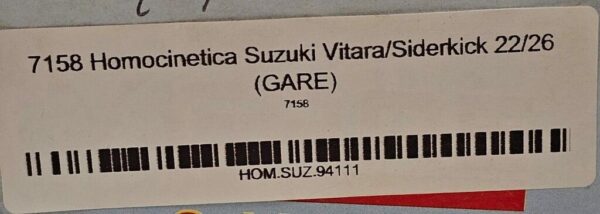 7158 Homocinetica Suzuki Vitara/Siderkick 22/26
(GARE)
7158
HOM.SUZ.94111